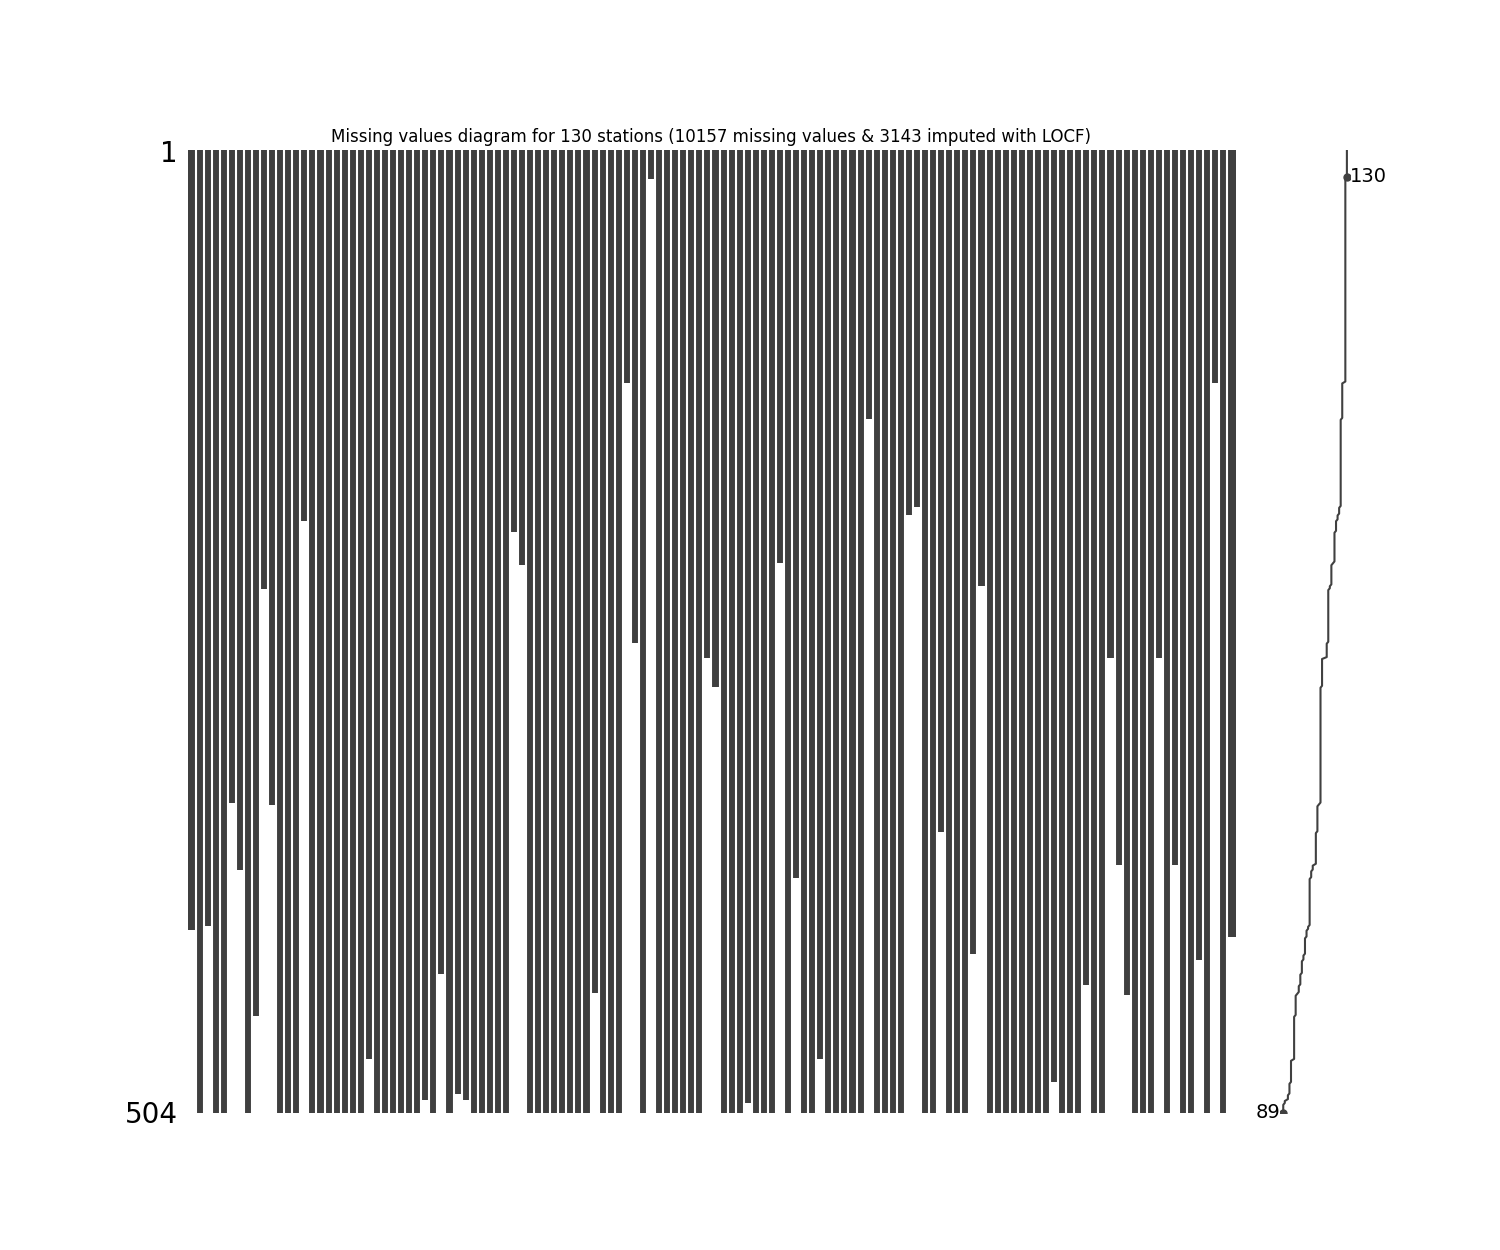 Missing values diagram for 130 stations (10157 missing values & 3143 imputed with LOCF)
1
130
504
89